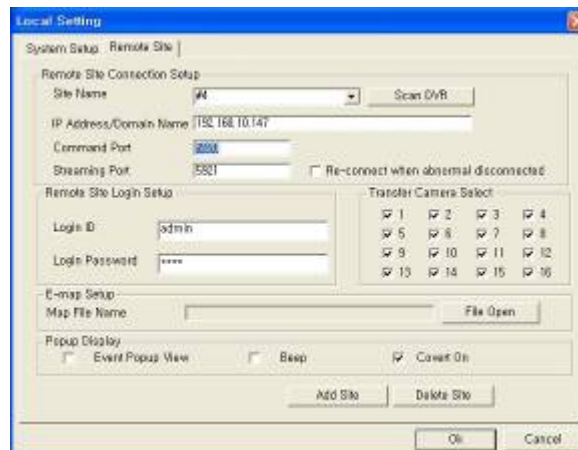 Local Setting
System Setup Remote Site
Remote Site Connection Setup
Site Name #4 Scan DVR
IP Address/Domain Name 192.168.10.147
Command Port 5920
Streaming Port 5921 Re-connect when abnormal disconnected
Remote Site Login Setup Transfer Camera Select
1 2 3 4
Login ID admin 5 6 7 8
9 10 11 12
Login Password **** 13 14 15 16
E-map Setup
Map File Name File Open
Popup Display
Event Popup View Beep Covert On
Add Site Delete Site
Ok Cancel